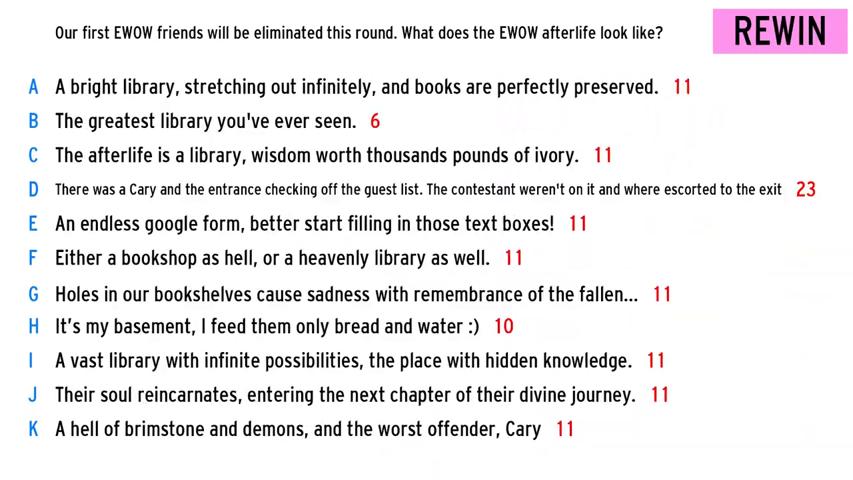 Our first EWOW friends will be eliminated this round. What does the EWOW afterlife look like?
REWIN
A A bright library, stretching out infinitely, and books are perfectly preserved. 11
B The greatest library you've ever seen. 6
C The afterlife is a library, wisdom worth thousands pounds of ivory. 11
D There was a Cary and the entrance checking off the guest list. The contestant weren't on it and where escorted to the exit 23
E An endless google form, better start filling in those text boxes! 11
F Either a bookshop as hell, or a heavenly library as well. 11
G Holes in our bookshelves cause sadness with remembrance of the fallen... 11
H It's my basement, I feed them only bread and water :) 10
I A vast library with infinite possibilities, the place with hidden knowledge. 11
J Their soul reincarnates, entering the next chapter of their divine journey. 11
K A hell of brimstone and demons, and the worst offender, Cary 11